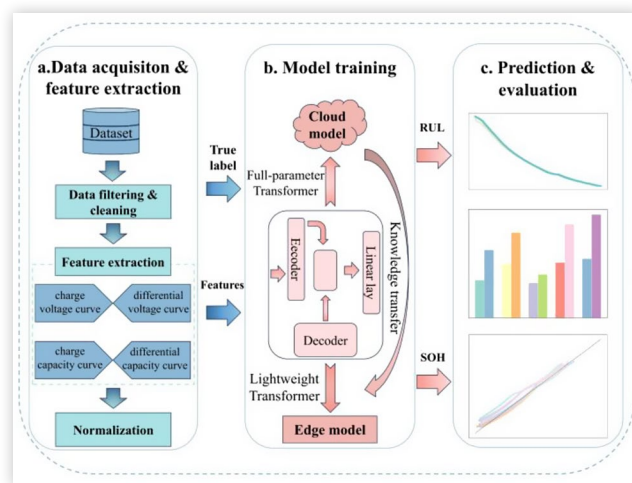 a.Data acquisiton &
feature extraction
Dataset
Data filtering &
cleaning
Feature extraction
charge
voltage curve
differential
voltage curve
charge
capacity curve
differential
capacity curve
Normalization
True
label
Features
b. Model training
Cloud
model
Full-parameter
Transformer
Eecoder
Linear lay
Decoder
Knowledge transfer
Lightweight
Transformer
Edge model
RUL
SOH
c. Prediction &
evaluation